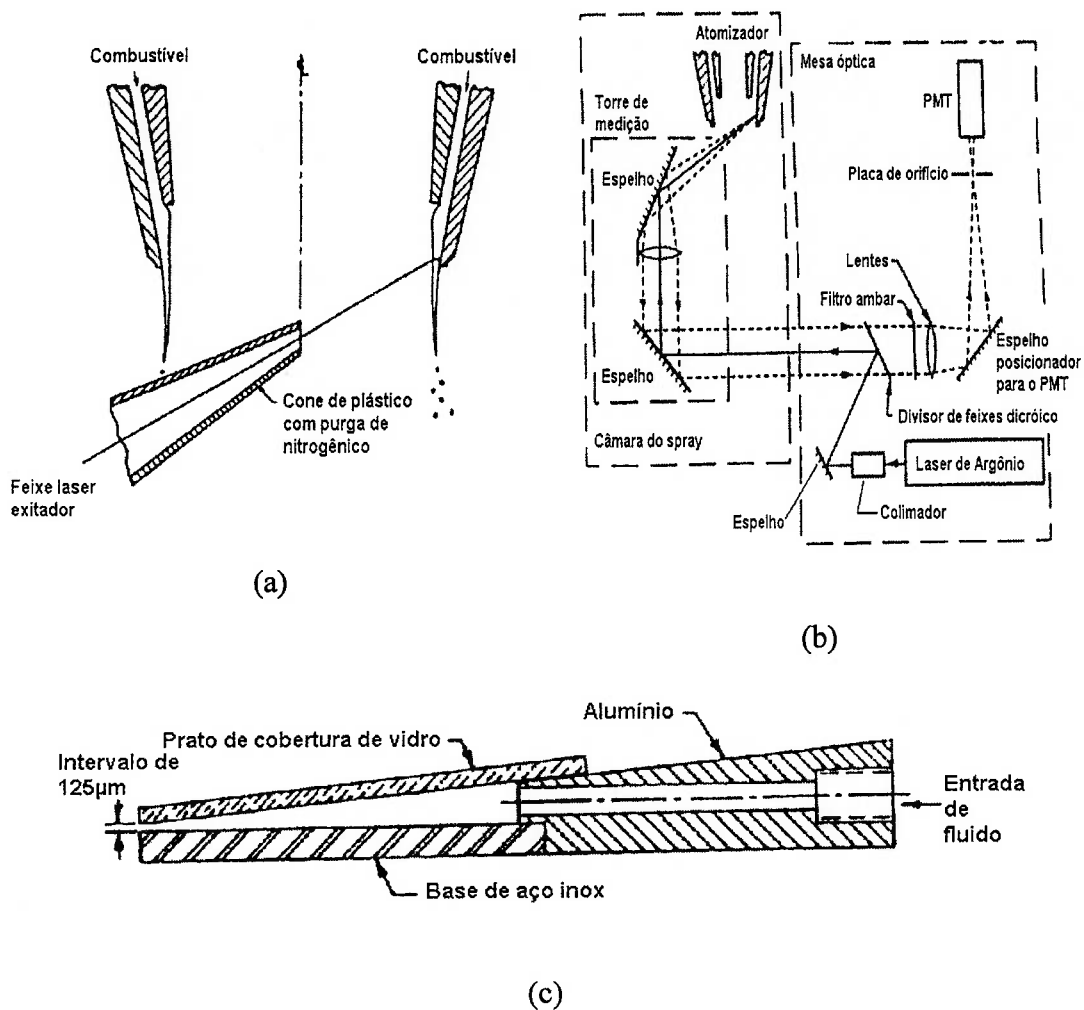 Combustível
Combustível
Cone de plástico
com purga de
nitrogênico
Feixe laser
exitador
(a)
Atomizador
Torre de
medição
Espelho
Espelho
Câmara do spray
Mesa óptica
PMT
Placa de orifício
Lentes
Filtro ambar
Espelho
posicionador
para o PMT
Divisor de feixes dicróico
Laser de Argônio
Espelho
Colimador
(b)
Alumínio
Prato de cobertura de vidro
Intervalo de
125µm
Entrada
de
fluido
Base de aço inox
(c)